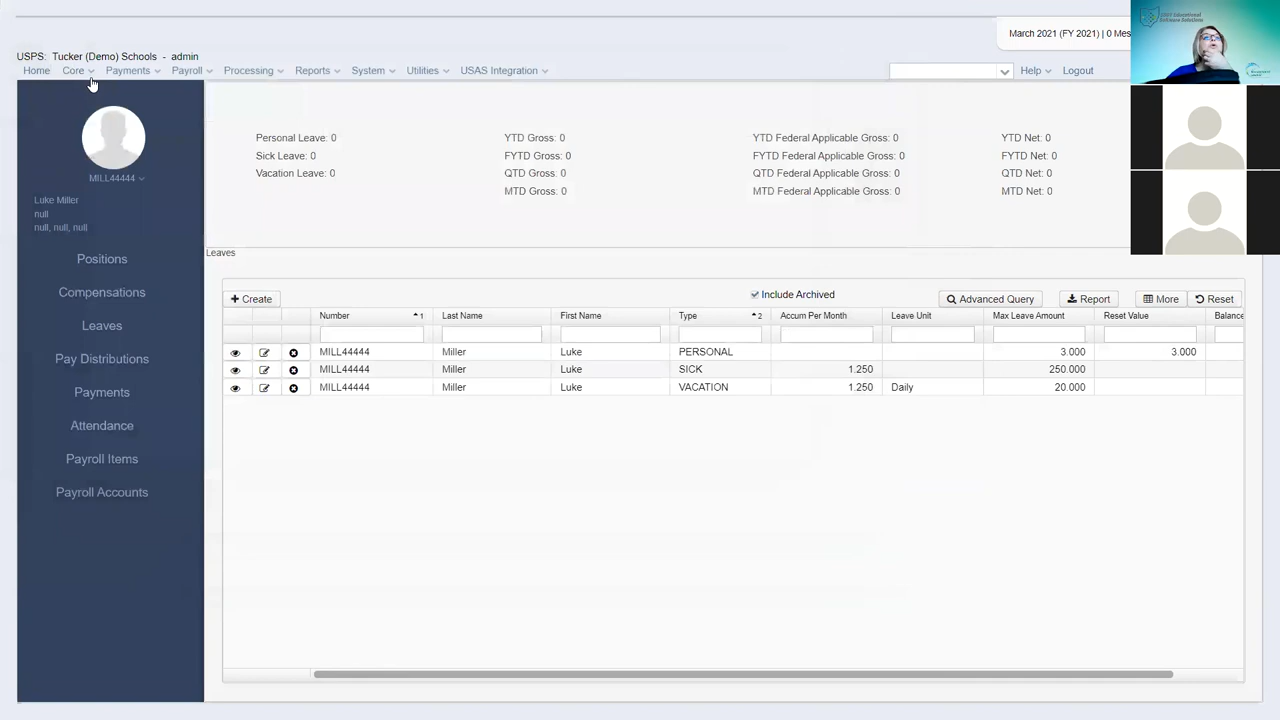 March 2021 (FY 2021) | 0 Mes
USPS: Tucker (Demo) Schools - admin
Home Core Payments Payroll Processing Reports System Utilities USAS Integration Help Logout
MILL44444
Luke Miller
null
null, null, null
Positions
Compensations
Leaves
Pay Distributions
Payments
Attendance
Payroll Items
Payroll Accounts
Personal Leave: 0 YTD Gross: 0 YTD Federal Applicable Gross: 0 YTD Net: 0
Sick Leave: 0 FYTD Gross: 0 FYTD Federal Applicable Gross: 0 FYTD Net: 0
Vacation Leave: 0 QTD Gross: 0 QTD Federal Applicable Gross: 0 QTD Net: 0
MTD Gross: 0 MTD Federal Applicable Gross: 0 MTD Net: 0
Leaves
Create Include Archived Advanced Query Report More Reset
Number 1 Last Name First Name Type 2 Accum Per Month Leave Unit Max Leave Amount Reset Value Balance
MILL44444 Miller Luke PERSONAL 3.000 3.000
MILL44444 Miller Luke SICK 1.250 250.000
MILL44444 Miller Luke VACATION 1.250 Daily 20.000